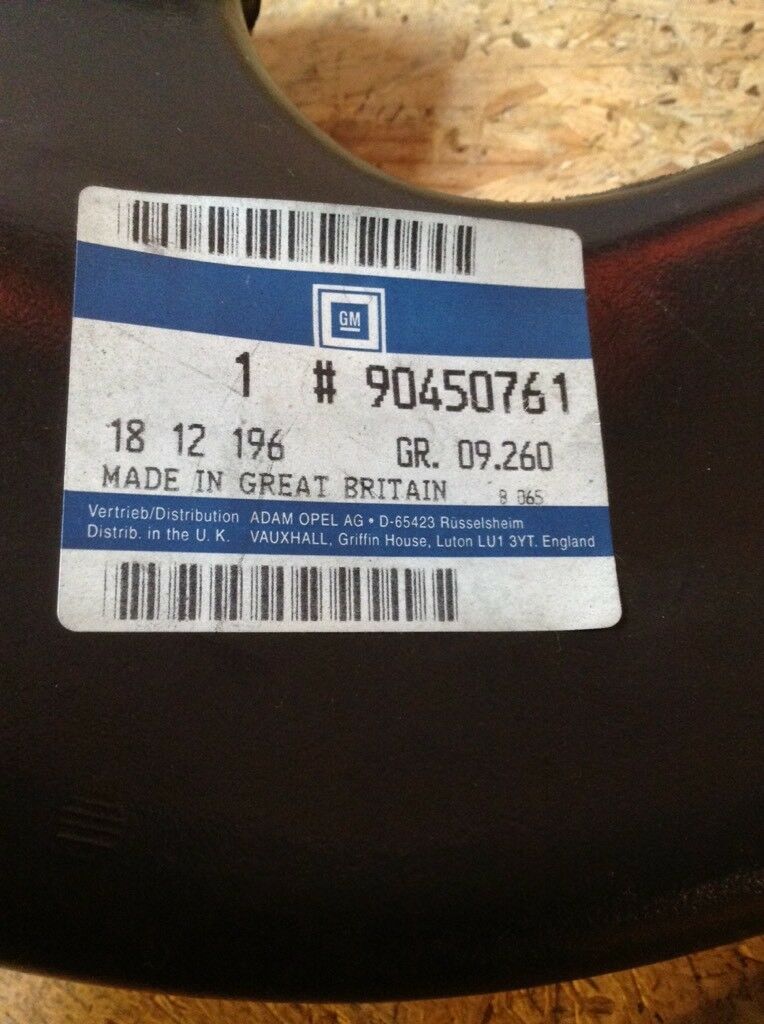 GM
1 # 90450761
18 12 196 GR. 09.260
MADE IN GREAT BRITAIN 8 065
Vertrieb/Distribution ADAM OPEL AG • D-65423 Rüsselsheim
Distrib. in the U. K. VAUXHALL, Griffin House, Luton LU1 3YT. England